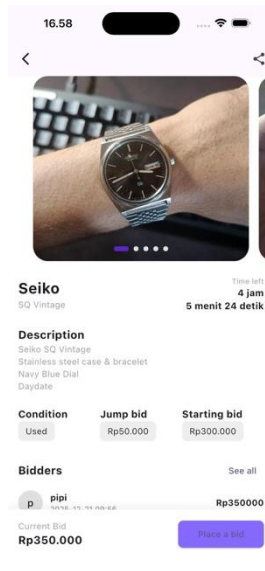 16.58
Seiko
Time left
SQ Vintage
4 jam
5 menit 24 detik
Description
Seiko SQ Vintage
Stainless steel case & bracelet
Navy Blue Dial
Daydate
Condition Jump bid Starting bid
Used Rp50.000 Rp300.000
Bidders See all
p pipi Rp350000
Current Bid
Rp350.000
Place a bid